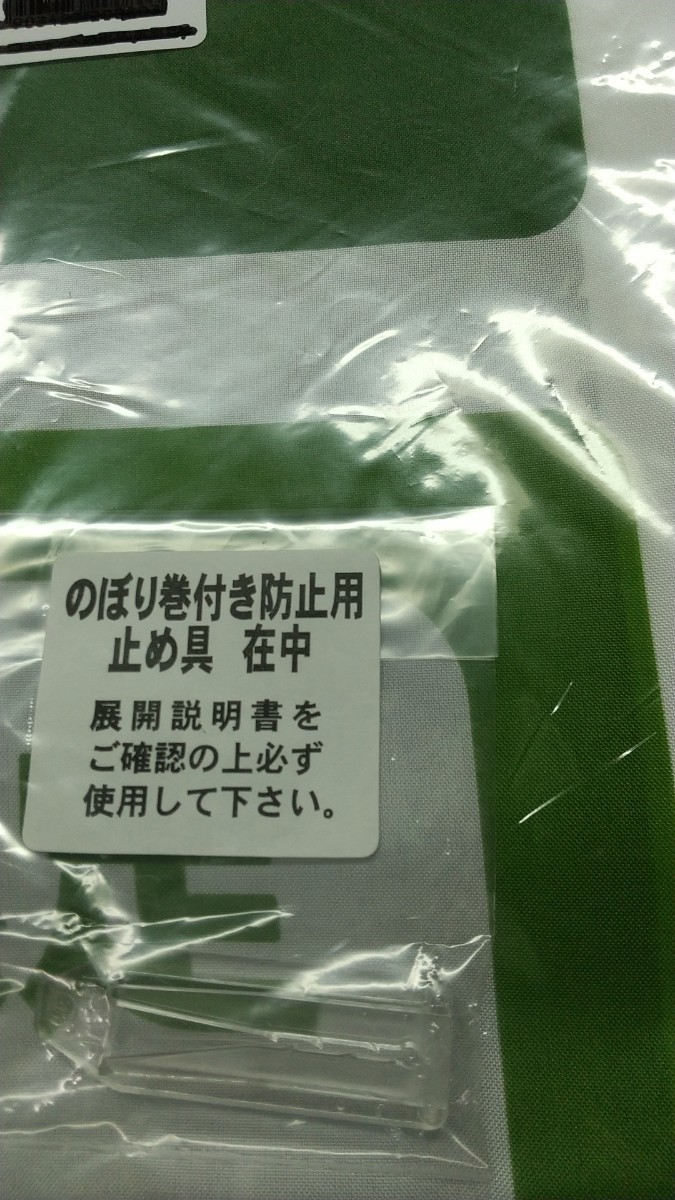 のぼり巻付き防止用
止め具 在中
展開説明書を
ご確認の上必ず
使用して下さい。